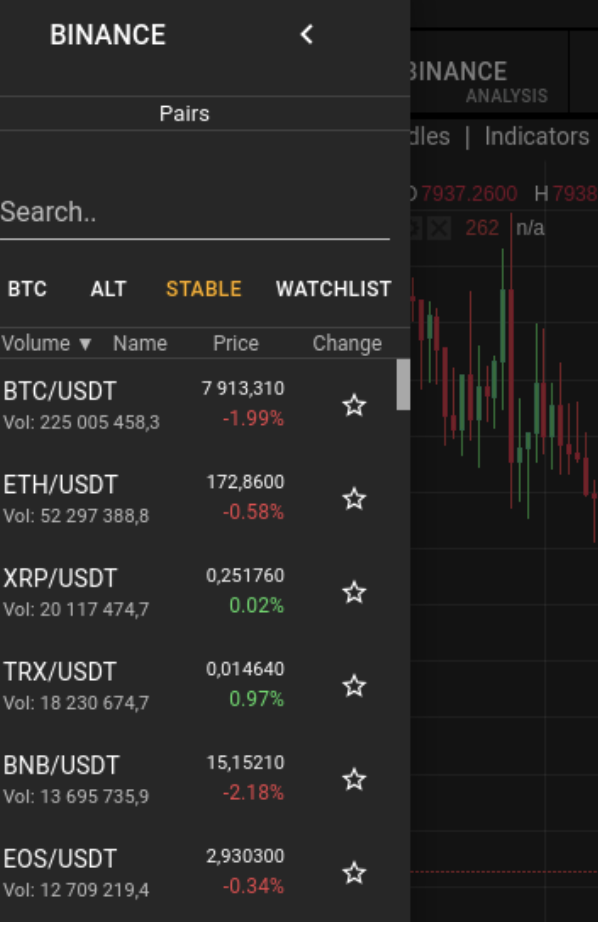 BINANCE
Pairs
Search..
BTC ALT STABLE WATCHLIST
Volume ▼ Name Price Change
BTC/USDT 7 913,310
Vol: 225 005 458,3 -1.99%
ETH/USDT 172,8600
Vol: 52 297 388,8 -0.58%
XRP/USDT 0,251760
Vol: 20 117 474,7 0.02%
TRX/USDT 0,014640
Vol: 18 230 674,7 0.97%
BNB/USDT 15,15210
Vol: 13 695 735,9 -2.18%
EOS/USDT 2,930300
Vol: 12 709 219,4 -0.34%
BINANCE
ANALYSIS
dles | Indicators
O 7937.2600 H 7938
262 n/a